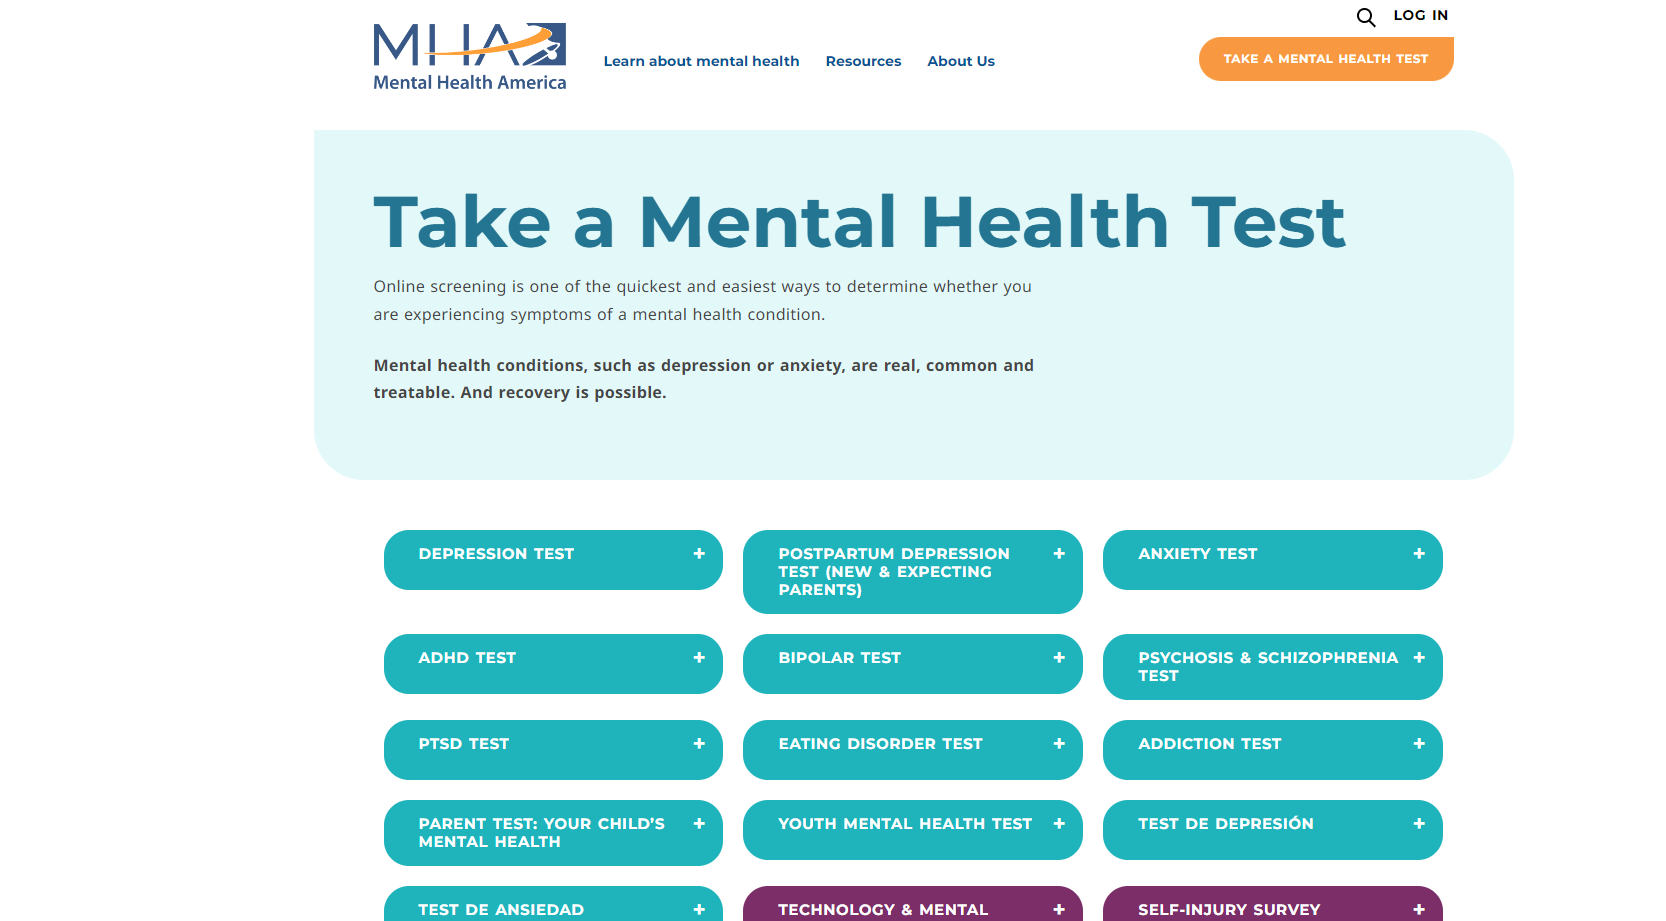 LOG IN
MHA
Mental Health America
Learn about mental health
Resources
About Us
TAKE A MENTAL HEALTH TEST
Take a Mental Health Test
Online screening is one of the quickest and easiest ways to determine whether you
are experiencing symptoms of a mental health condition.
Mental health conditions, such as depression or anxiety, are real, common and
treatable. And recovery is possible.
DEPRESSION TEST +
POSTPARTUM DEPRESSION +
TEST (NEW & EXPECTING
PARENTS)
ANXIETY TEST +
ADHD TEST +
BIPOLAR TEST +
PSYCHOSIS & SCHIZOPHRENIA +
TEST
PTSD TEST +
EATING DISORDER TEST +
ADDICTION TEST +
PARENT TEST: YOUR CHILD’S +
MENTAL HEALTH
YOUTH MENTAL HEALTH TEST +
TEST DE DEPRESIÓN +
TEST DE ANSIEDAD +
TECHNOLOGY & MENTAL +
SELF-INJURY SURVEY +